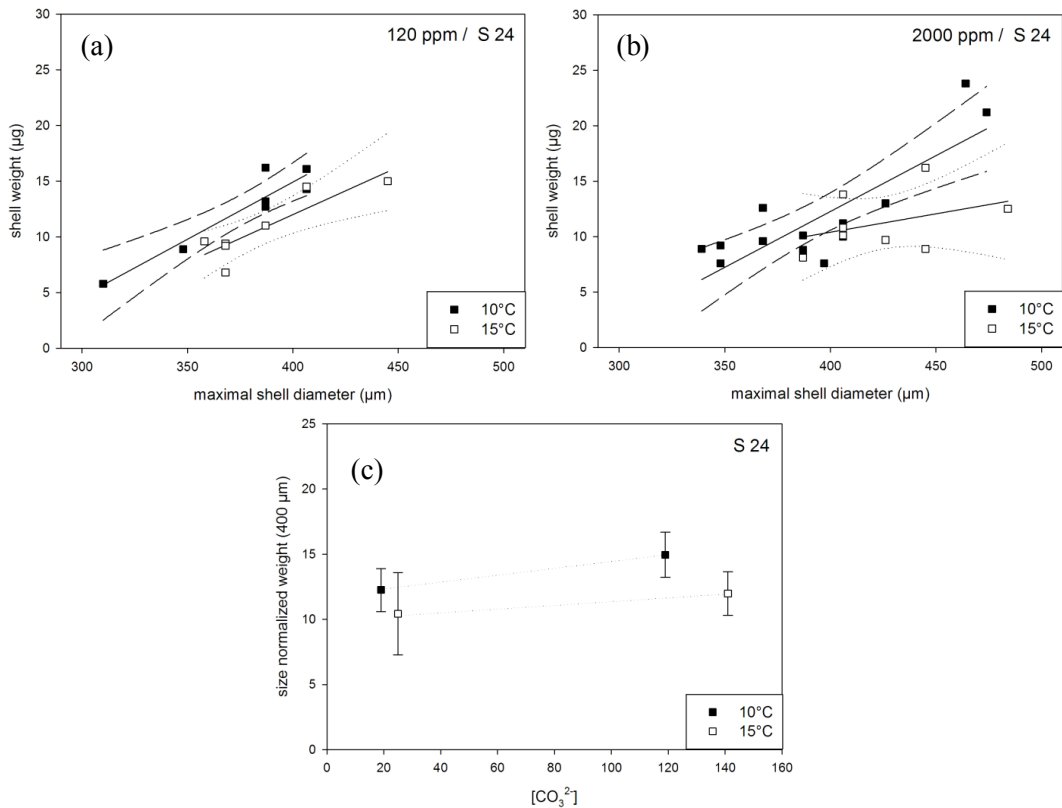 (a)
120 ppm / S 24
30
25
20
15
10
5
0
shell weight (µg)
300 350 400 450 500
maximal shell diameter (µm)
10°C
15°C
(b)
2000 ppm / S 24
30
25
20
15
10
5
0
shell weight (µg)
300 350 400 450 500
maximal shell diameter (µm)
10°C
15°C
(c)
S 24
25
20
15
10
5
0
size normalized weight (400 µm)
0 20 40 60 80 100 120 140 160
[CO₃²⁻]
10°C
15°C